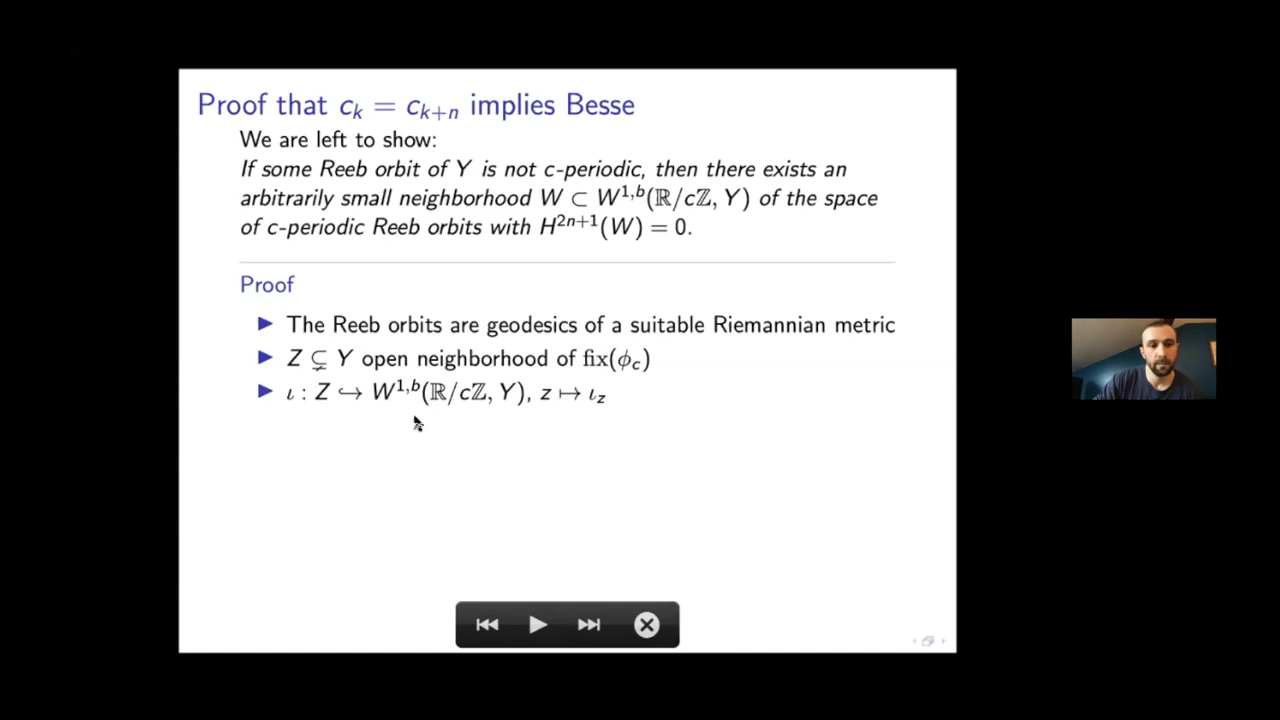 Proof that c_k = c_{k+n} implies Besse
We are left to show:
If some Reeb orbit of Y is not c-periodic, then there exists an
arbitrarily small neighborhood W ⊂ W^{1,b}(ℝ/cℤ, Y) of the space
of c-periodic Reeb orbits with H^{2n+1}(W) = 0.
Proof
▶ The Reeb orbits are geodesics of a suitable Riemannian metric
▶ Z ⊊ Y open neighborhood of fix(ϕ_c)
▶ ι : Z ↪ W^{1,b}(ℝ/cℤ, Y), z ↦ ι_z